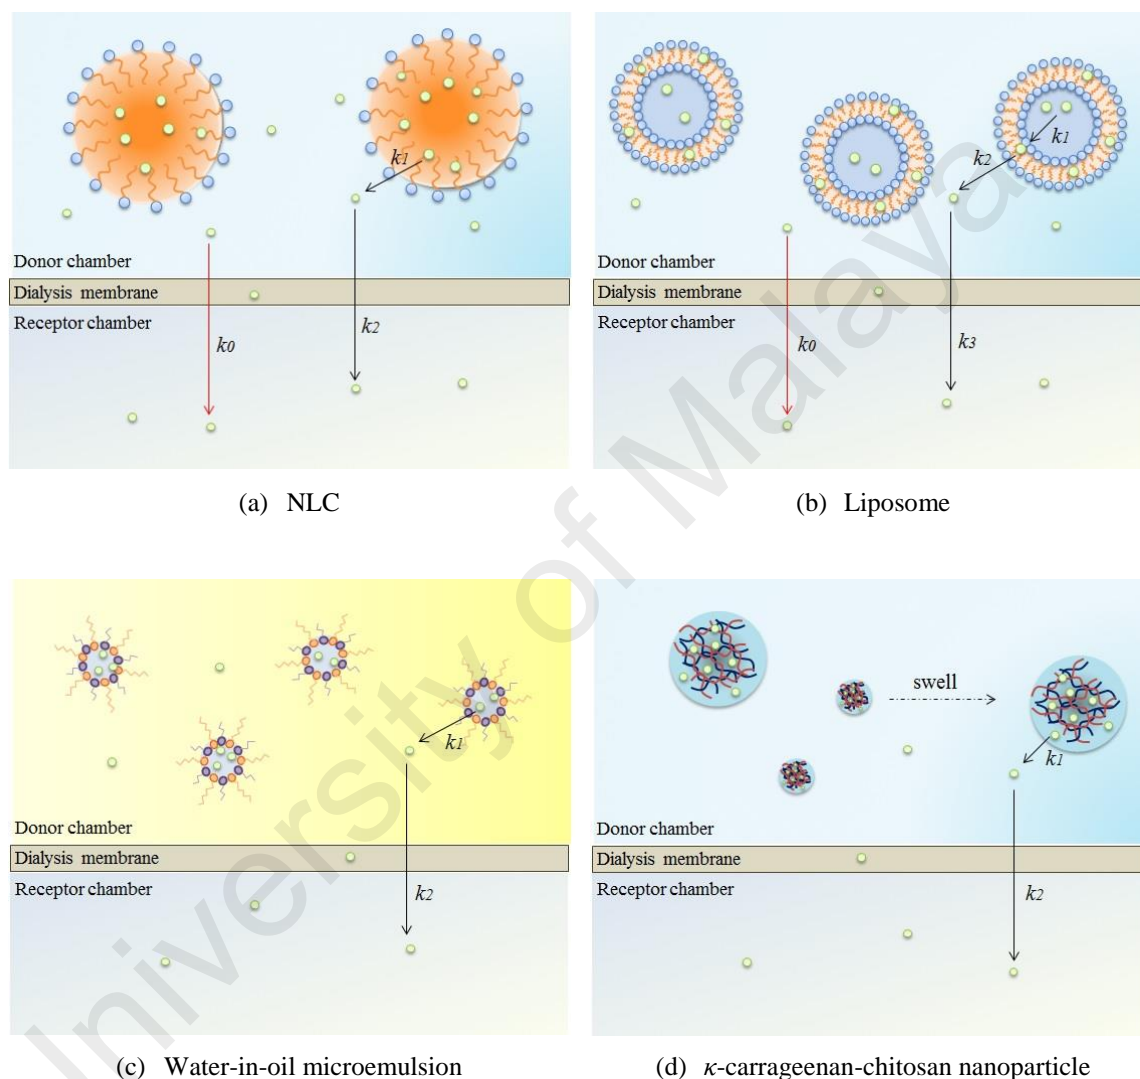 k1
k1
k2
Donor chamber
Dialysis membrane
Receptor chamber
k0
k2
Donor chamber
Dialysis membrane
Receptor chamber
k0
k3
(a) NLC
(b) Liposome
k1
Donor chamber
Dialysis membrane
Receptor chamber
k2
swell
k1
Donor chamber
Dialysis membrane
Receptor chamber
k2
(c) Water-in-oil microemulsion
(d) κ-carrageenan-chitosan nanoparticle
University of Malaya